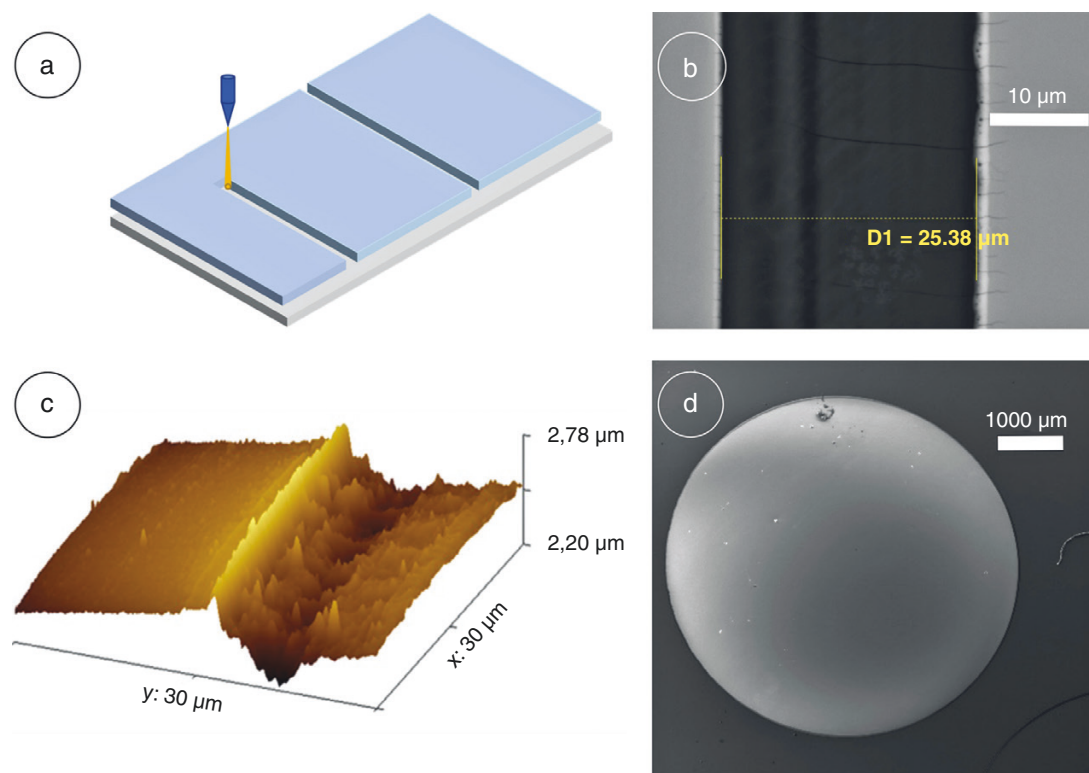 a
b
10 µm
D1 = 25.38 µm
c
2,78 µm
2,20 µm
x: 30 µm
y: 30 µm
d
1000 µm